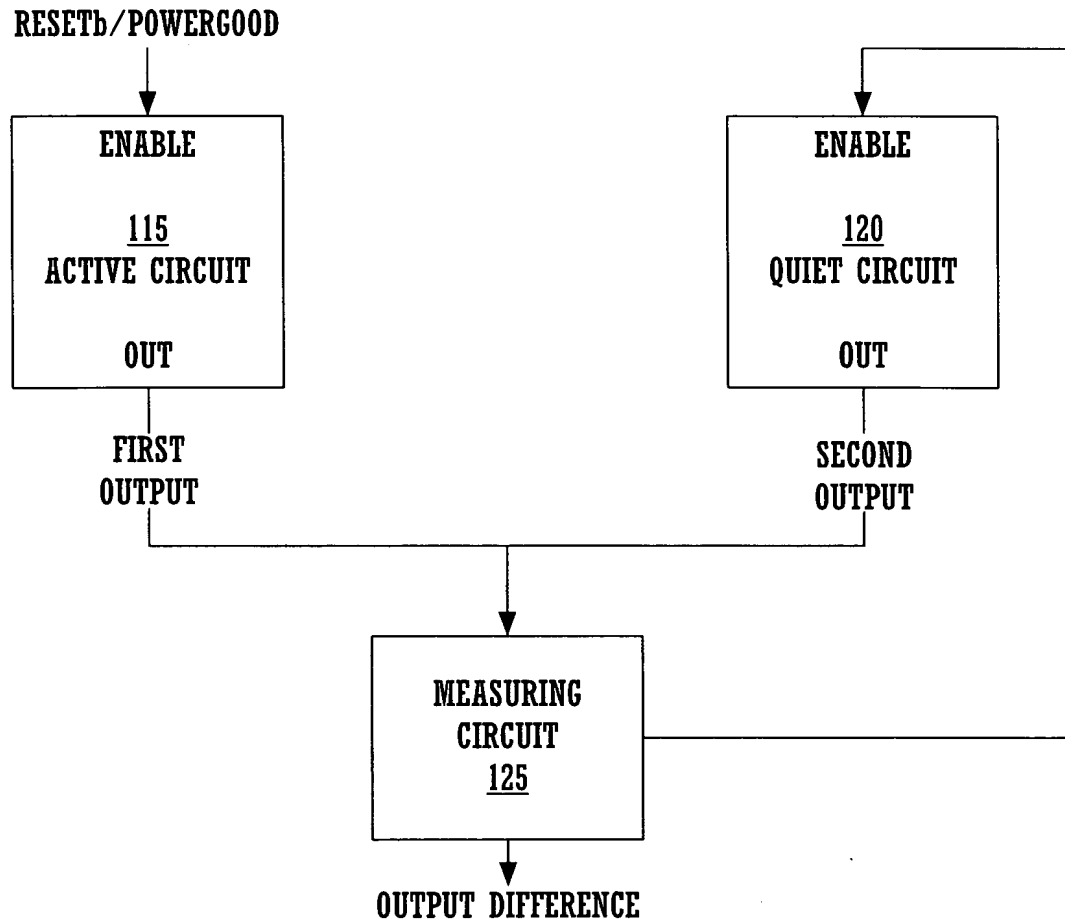 RESETb/POWERGOOD
ENABLE
115
ACTIVE CIRCUIT
OUT
ENABLE
120
QUIET CIRCUIT
OUT
FIRST
OUTPUT
SECOND
OUTPUT
MEASURING
CIRCUIT
125
OUTPUT DIFFERENCE